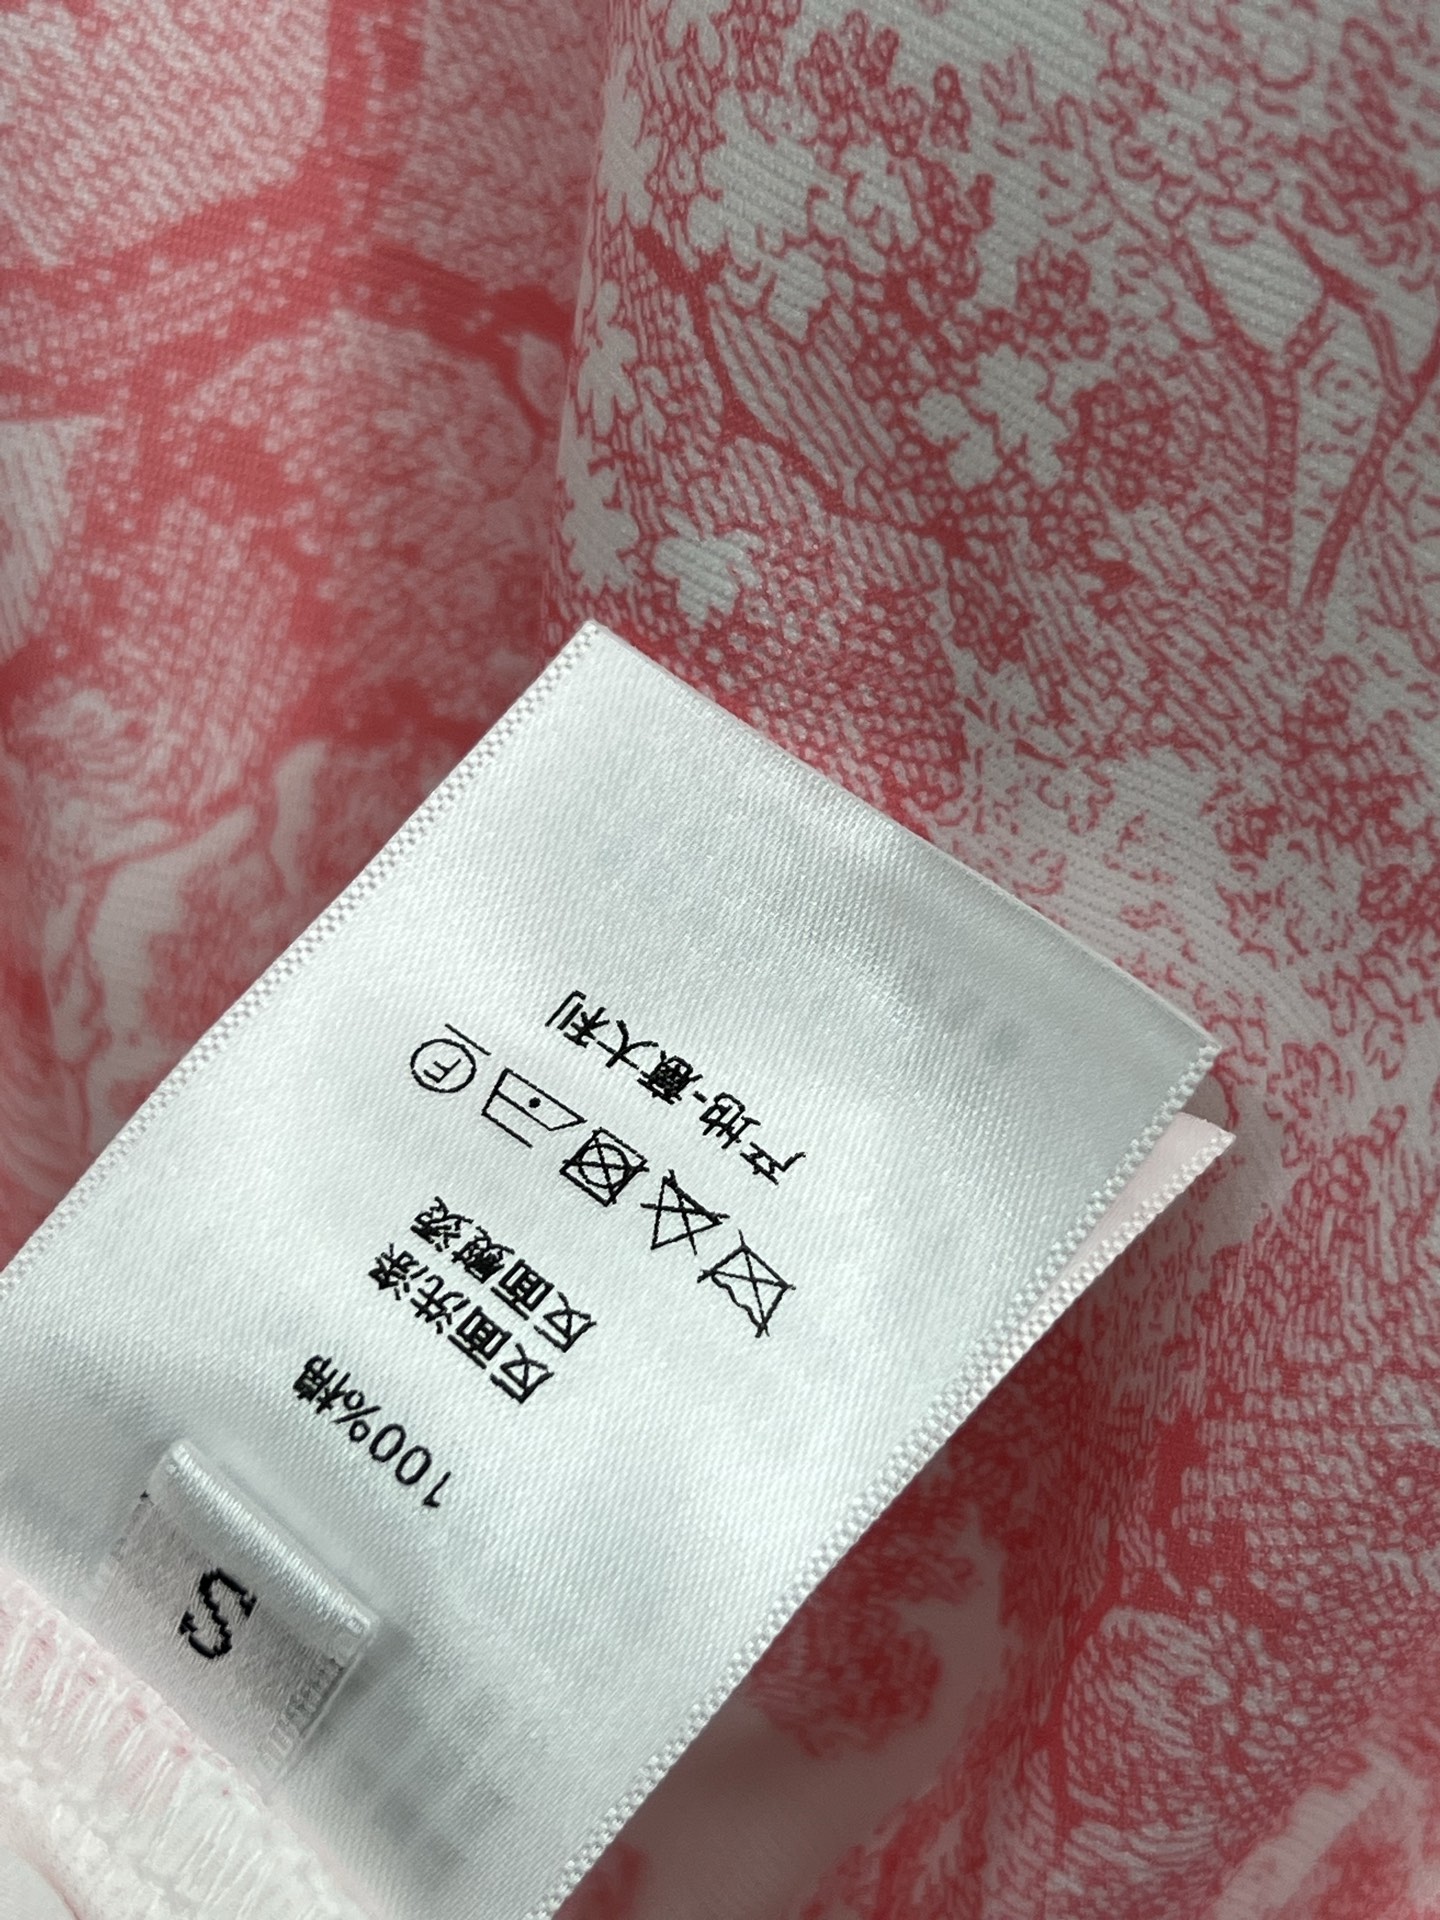 S
100%棉
反面洗涤
反面熨烫
F
产地-意大利